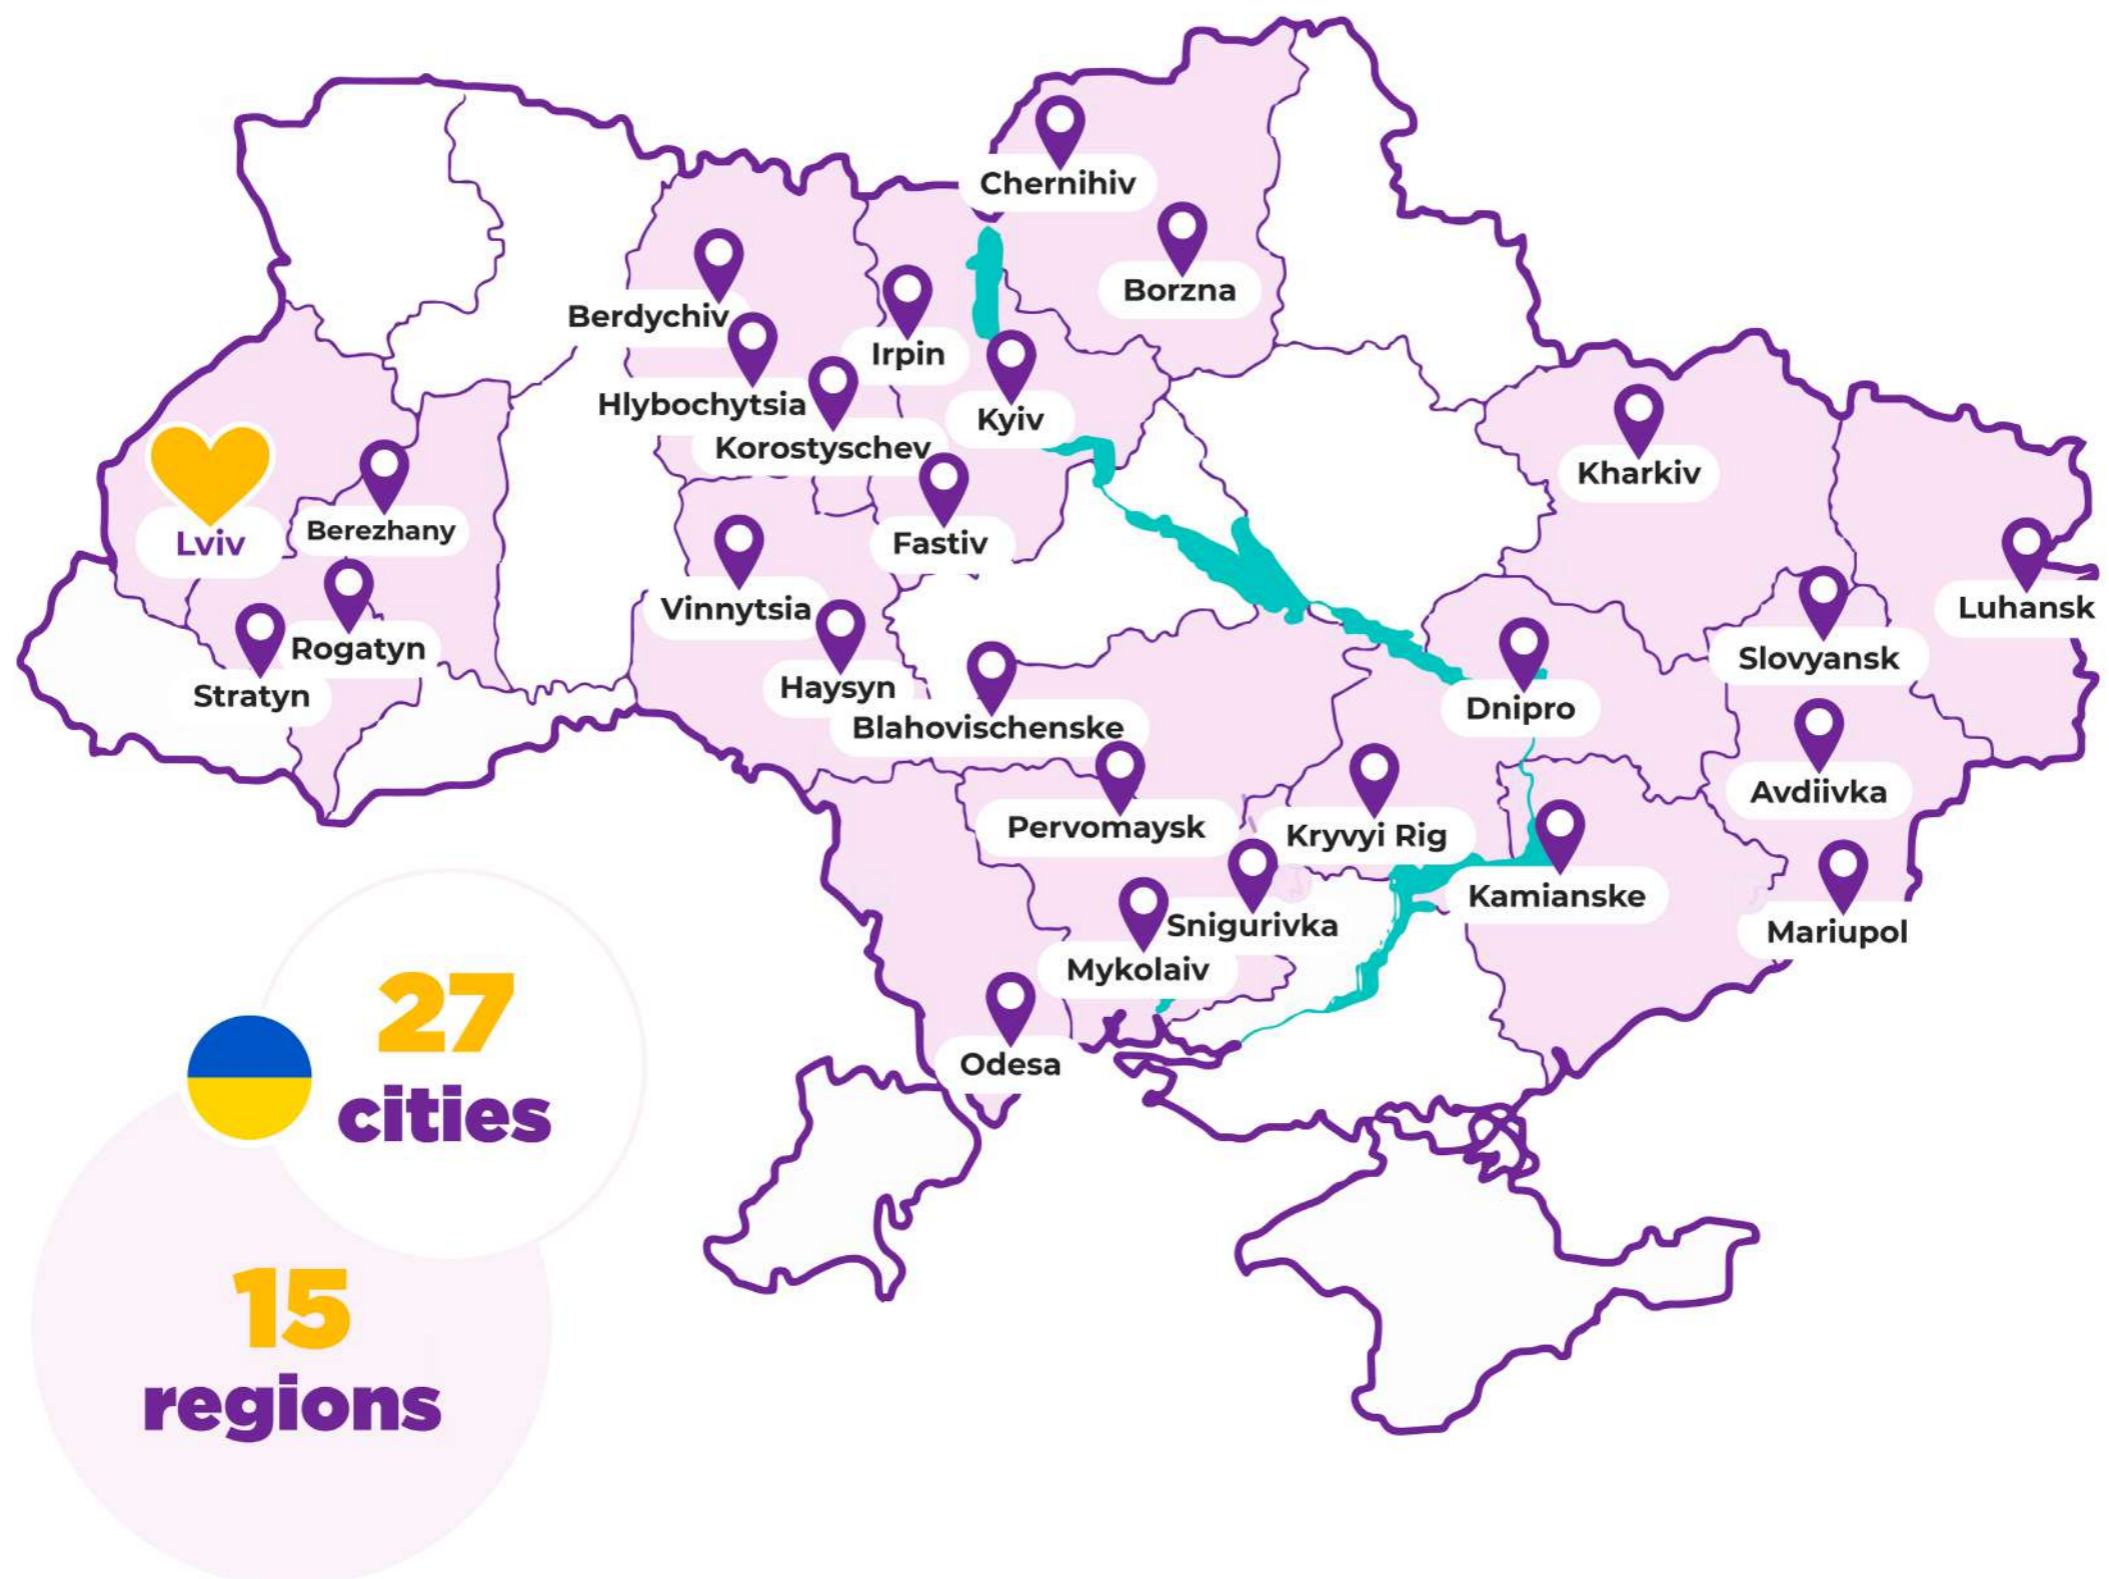 Chernihiv
Borzna
Berdychiv
Irpin
Hlybochytsia
Kyiv
Korostyschev
Kharkiv
Lviv
Berezhany
Fastiv
Vinnytsia
Luhansk
Rogatyn
Slovyansk
Stratyn
Haysyn
Dnipro
Blahovischenske
Avdiivka
Pervomaysk
Kryvyi Rig
Kamianske
Snigurivka
Mariupol
Mykolaiv
Odesa
27
cities
15
regions